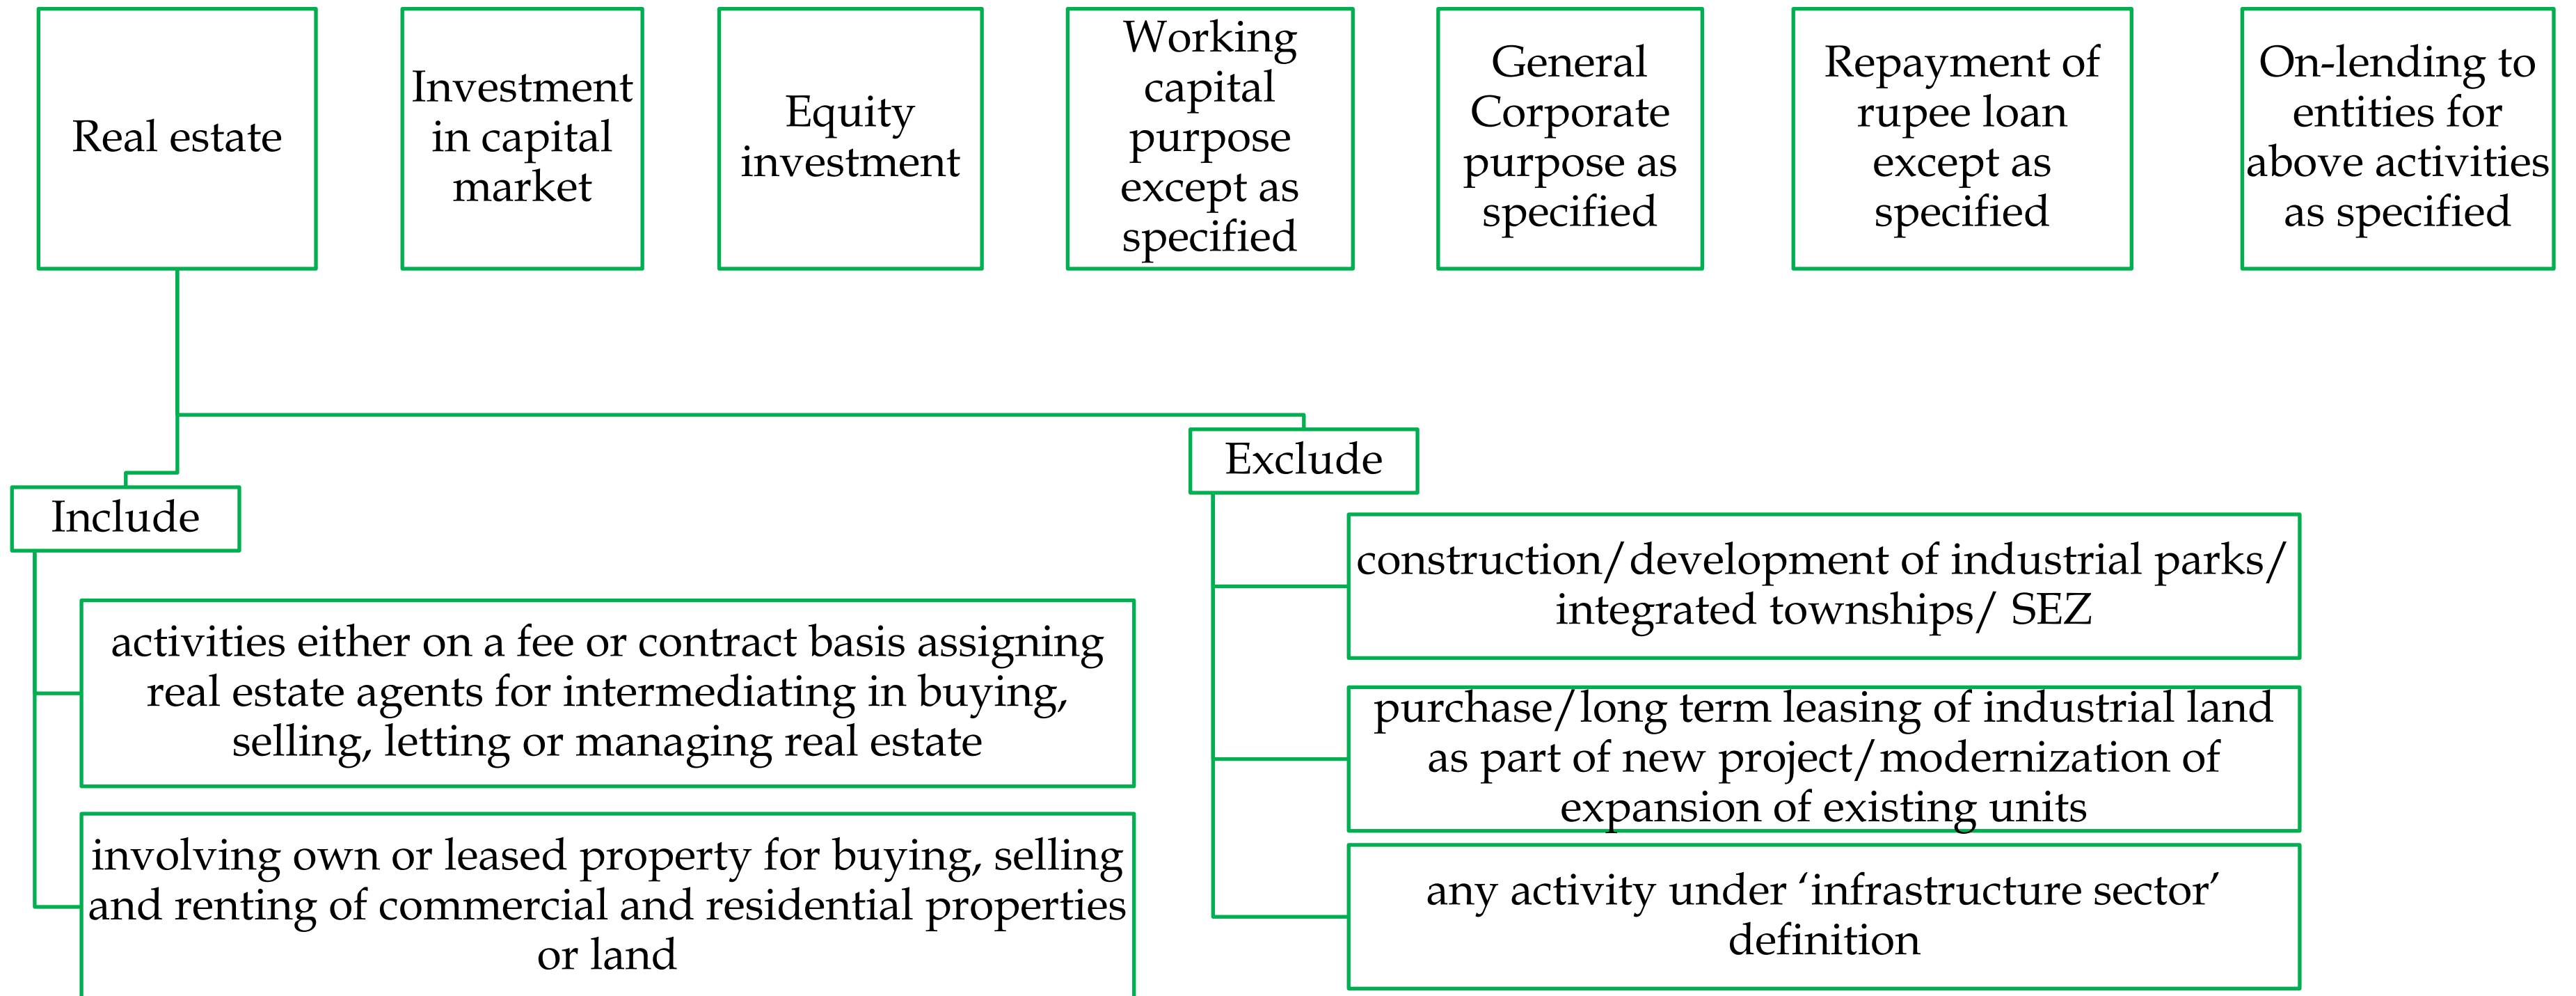 Real estate
Investment
in capital
market
Equity
investment
Working
capital
purpose
except as
specified
General
Corporate
purpose as
specified
Repayment of
rupee loan
except as
specified
On-lending to
entities for
above activities
as specified
Include
activities either on a fee or contract basis assigning
real estate agents for intermediating in buying,
selling, letting or managing real estate
involving own or leased property for buying, selling
and renting of commercial and residential properties
or land
Exclude
construction/development of industrial parks/
integrated townships/ SEZ
purchase/long term leasing of industrial land
as part of new project/modernization of
expansion of existing units
any activity under ‘infrastructure sector’
definition